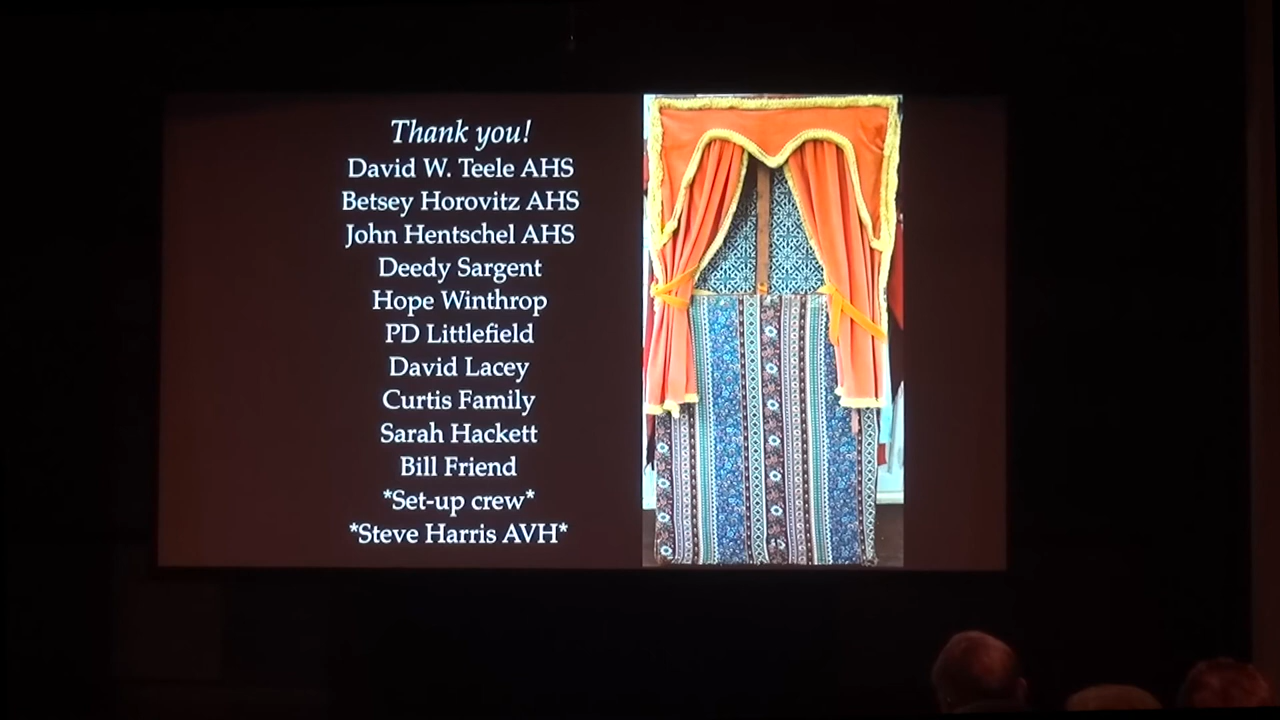 Thank you!
David W. Teele AHS
Betsey Horovitz AHS
John Hentschel AHS
Deedy Sargent
Hope Winthrop
PD Littlefield
David Lacey
Curtis Family
Sarah Hackett
Bill Friend
*Set-up crew*
*Steve Harris AVH*